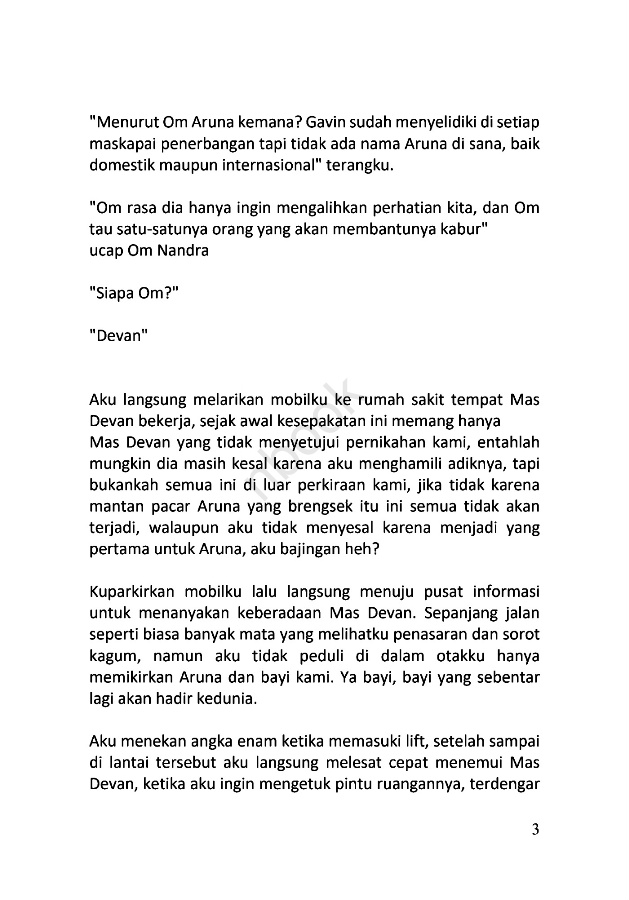 "Menurut Om Aruna kemana? Gavin sudah menyelidiki di setiap
maskapai penerbangan tapi tidak ada nama Aruna di sana, baik
domestik maupun internasional" terangku.
"Om rasa dia hanya ingin mengalihkan perhatian kita, dan Om
tau satu-satunya orang yang akan membantunya kabur"
ucap Om Nandra
"Siapa Om?"
"Devan"
Aku langsung melarikan mobilku ke rumah sakit tempat Mas
Devan bekerja, sejak awal kesepakatan ini memang hanya
Mas Devan yang tidak menyetujui pernikahan kami, entahlah
mungkin dia masih kesal karena aku menghamili adiknya, tapi
bukankah semua ini di luar perkiraan kami, jika tidak karena
mantan pacar Aruna yang brengsek itu ini semua tidak akan
terjadi, walaupun aku tidak menyesal karena menjadi yang
pertama untuk Aruna, aku bajingan heh?
Kuparkirkan mobilku lalu langsung menuju pusat informasi
untuk menanyakan keberadaan Mas Devan. Sepanjang jalan
seperti biasa banyak mata yang melihatku penasaran dan sorot
kagum, namun aku tidak peduli di dalam otakku hanya
memikirkan Aruna dan bayi kami. Ya bayi, bayi yang sebentar
lagi akan hadir kedunia.
Aku menekan angka enam ketika memasuki lift, setelah sampai
di lantai tersebut aku langsung melesat cepat menemui Mas
Devan, ketika aku ingin mengetuk pintu ruangannya, terdengar
3